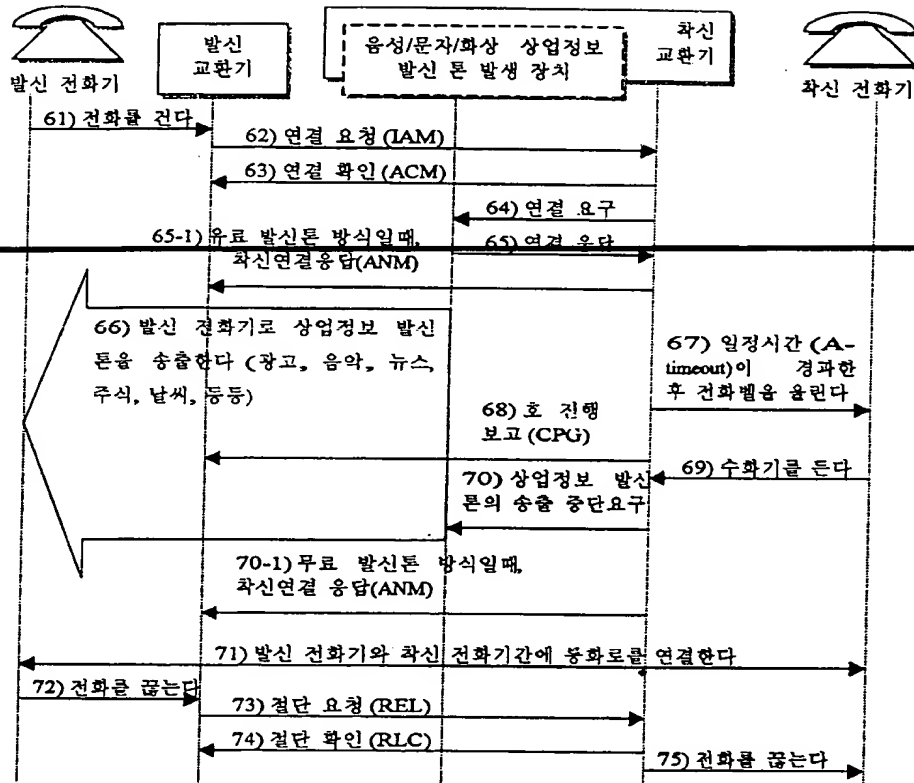 발신 전화기
발신
교환기
음성/문자/화상 상업정보
발신 톤 발생 장치
착신
교환기
착신 전화기
61) 전화를 건다
62) 연결 요청(IAM)
63) 연결 확인(ACM)
64) 연결 요구
65-1) 유료 발신톤 방식일때,
착신연결응답(ANM)
65) 연결 응답
66) 발신 전화기로 상업정보 발신
톤을 송출한다 (광고, 음악, 뉴스,
주식, 날씨, 등등)
67) 일정시간 (A-
timeout)이 경과한
후 전화벨을 울린다
68) 호 진행
보고(CPG)
69) 수화기를 든다
70) 상업정보 발신
톤의 송출 중단요구
70-1) 무료 발신톤 방식일때,
착신연결 응답(ANM)
71) 발신 전화기와 착신 전화기간에 통화로를 연결한다
72) 전화를 끊는다
73) 절단 요청(REL)
74) 절단 확인(RLC)
75) 전화를 끊는다